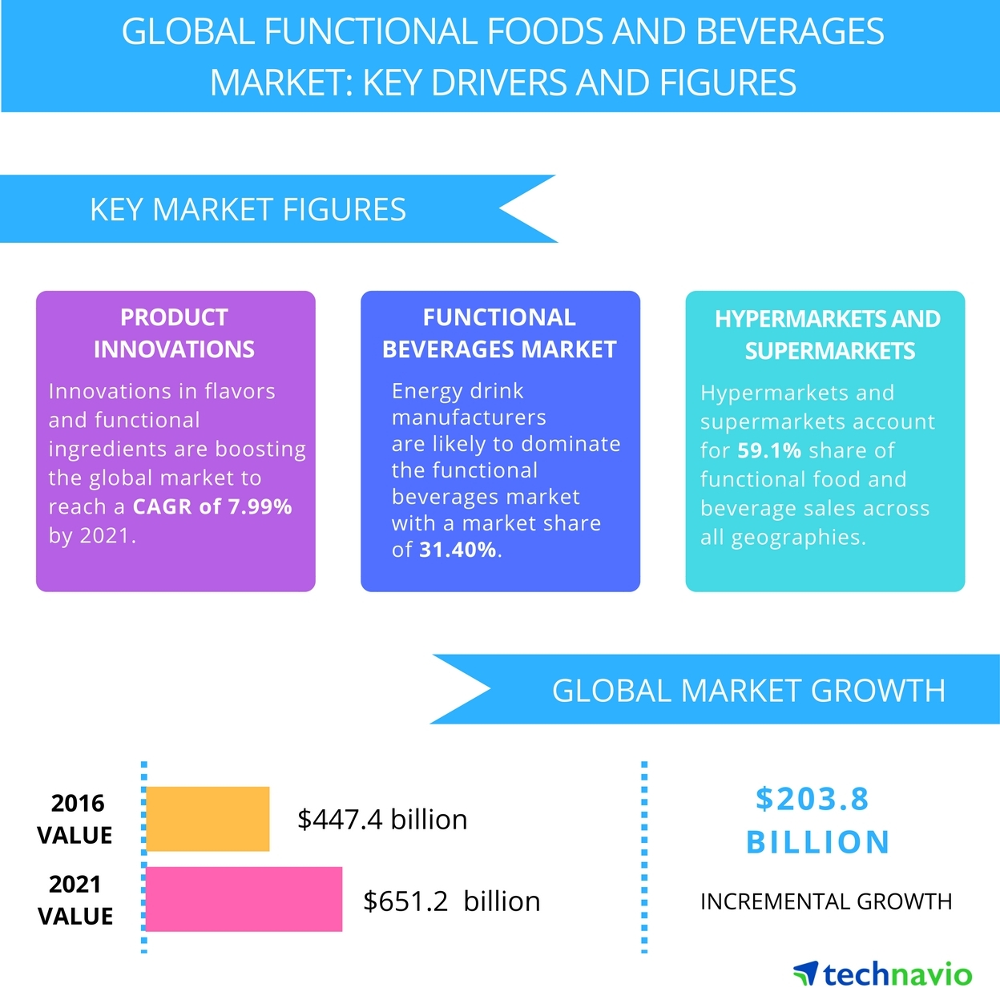 GLOBAL FUNCTIONAL FOODS AND BEVERAGES
MARKET: KEY DRIVERS AND FIGURES
KEY MARKET FIGURES
PRODUCT
INNOVATIONS
Innovations in flavors
and functional
ingredients are boosting
the global market to
reach a CAGR of 7.99%
by 2021.
FUNCTIONAL
BEVERAGES MARKET
Energy drink
manufacturers
are likely to dominate
the functional
beverages market
with a market share
of 31.40%.
HYPERMARKETS AND
SUPERMARKETS
Hypermarkets and
supermarkets account
for 59.1% share of
functional food and
beverage sales across
all geographies.
GLOBAL MARKET GROWTH
2016
VALUE
$447.4 billion
2021
VALUE
$651.2 billion
$203.8
BILLION
INCREMENTAL GROWTH
technavio